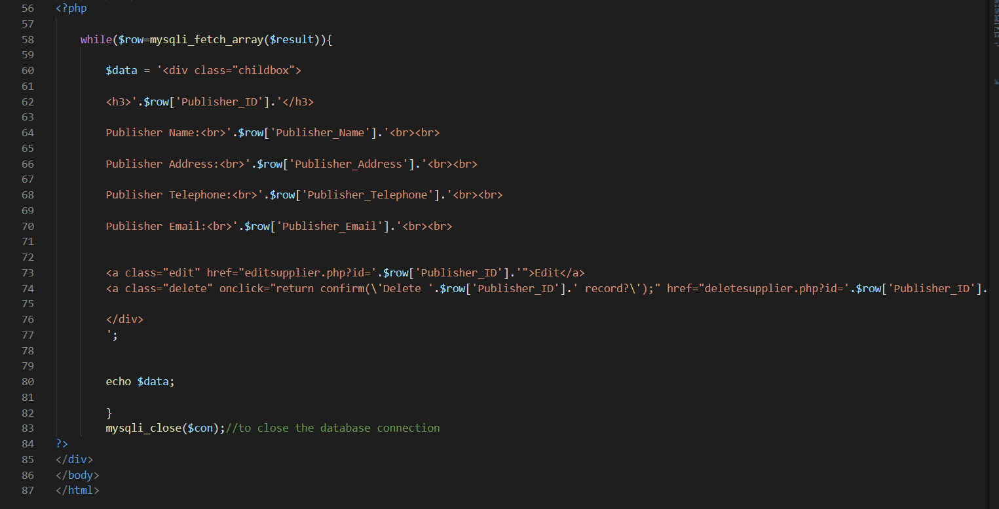 56 <?php
57
58 while($row=mysqli_fetch_array($result)){
59
60 $data = '<div class="childbox">
61
62 <h3>'.$row['Publisher_ID'].'</h3>
63
64 Publisher Name:<br>'.$row['Publisher_Name'].'<br><br>
65
66 Publisher Address:<br>'.$row['Publisher_Address'].'<br><br>
67
68 Publisher Telephone:<br>'.$row['Publisher_Telephone'].'<br><br>
69
70 Publisher Email:<br>'.$row['Publisher_Email'].'<br><br>
71
72
73 <a class="edit" href="editsupplier.php?id='.$row['Publisher_ID'].'">Edit</a>
74 <a class="delete" onclick="return confirm(\'Delete '.$row['Publisher_ID'].' record?\');" href="deletesupplier.php?id='.$row['Publisher_ID'].
75
76 </div>
77 ';
78
79
80 echo $data;
81
82 }
83 mysqli_close($con);//to close the database connection
84 ?>
85 </div>
86 </body>
87 </html>